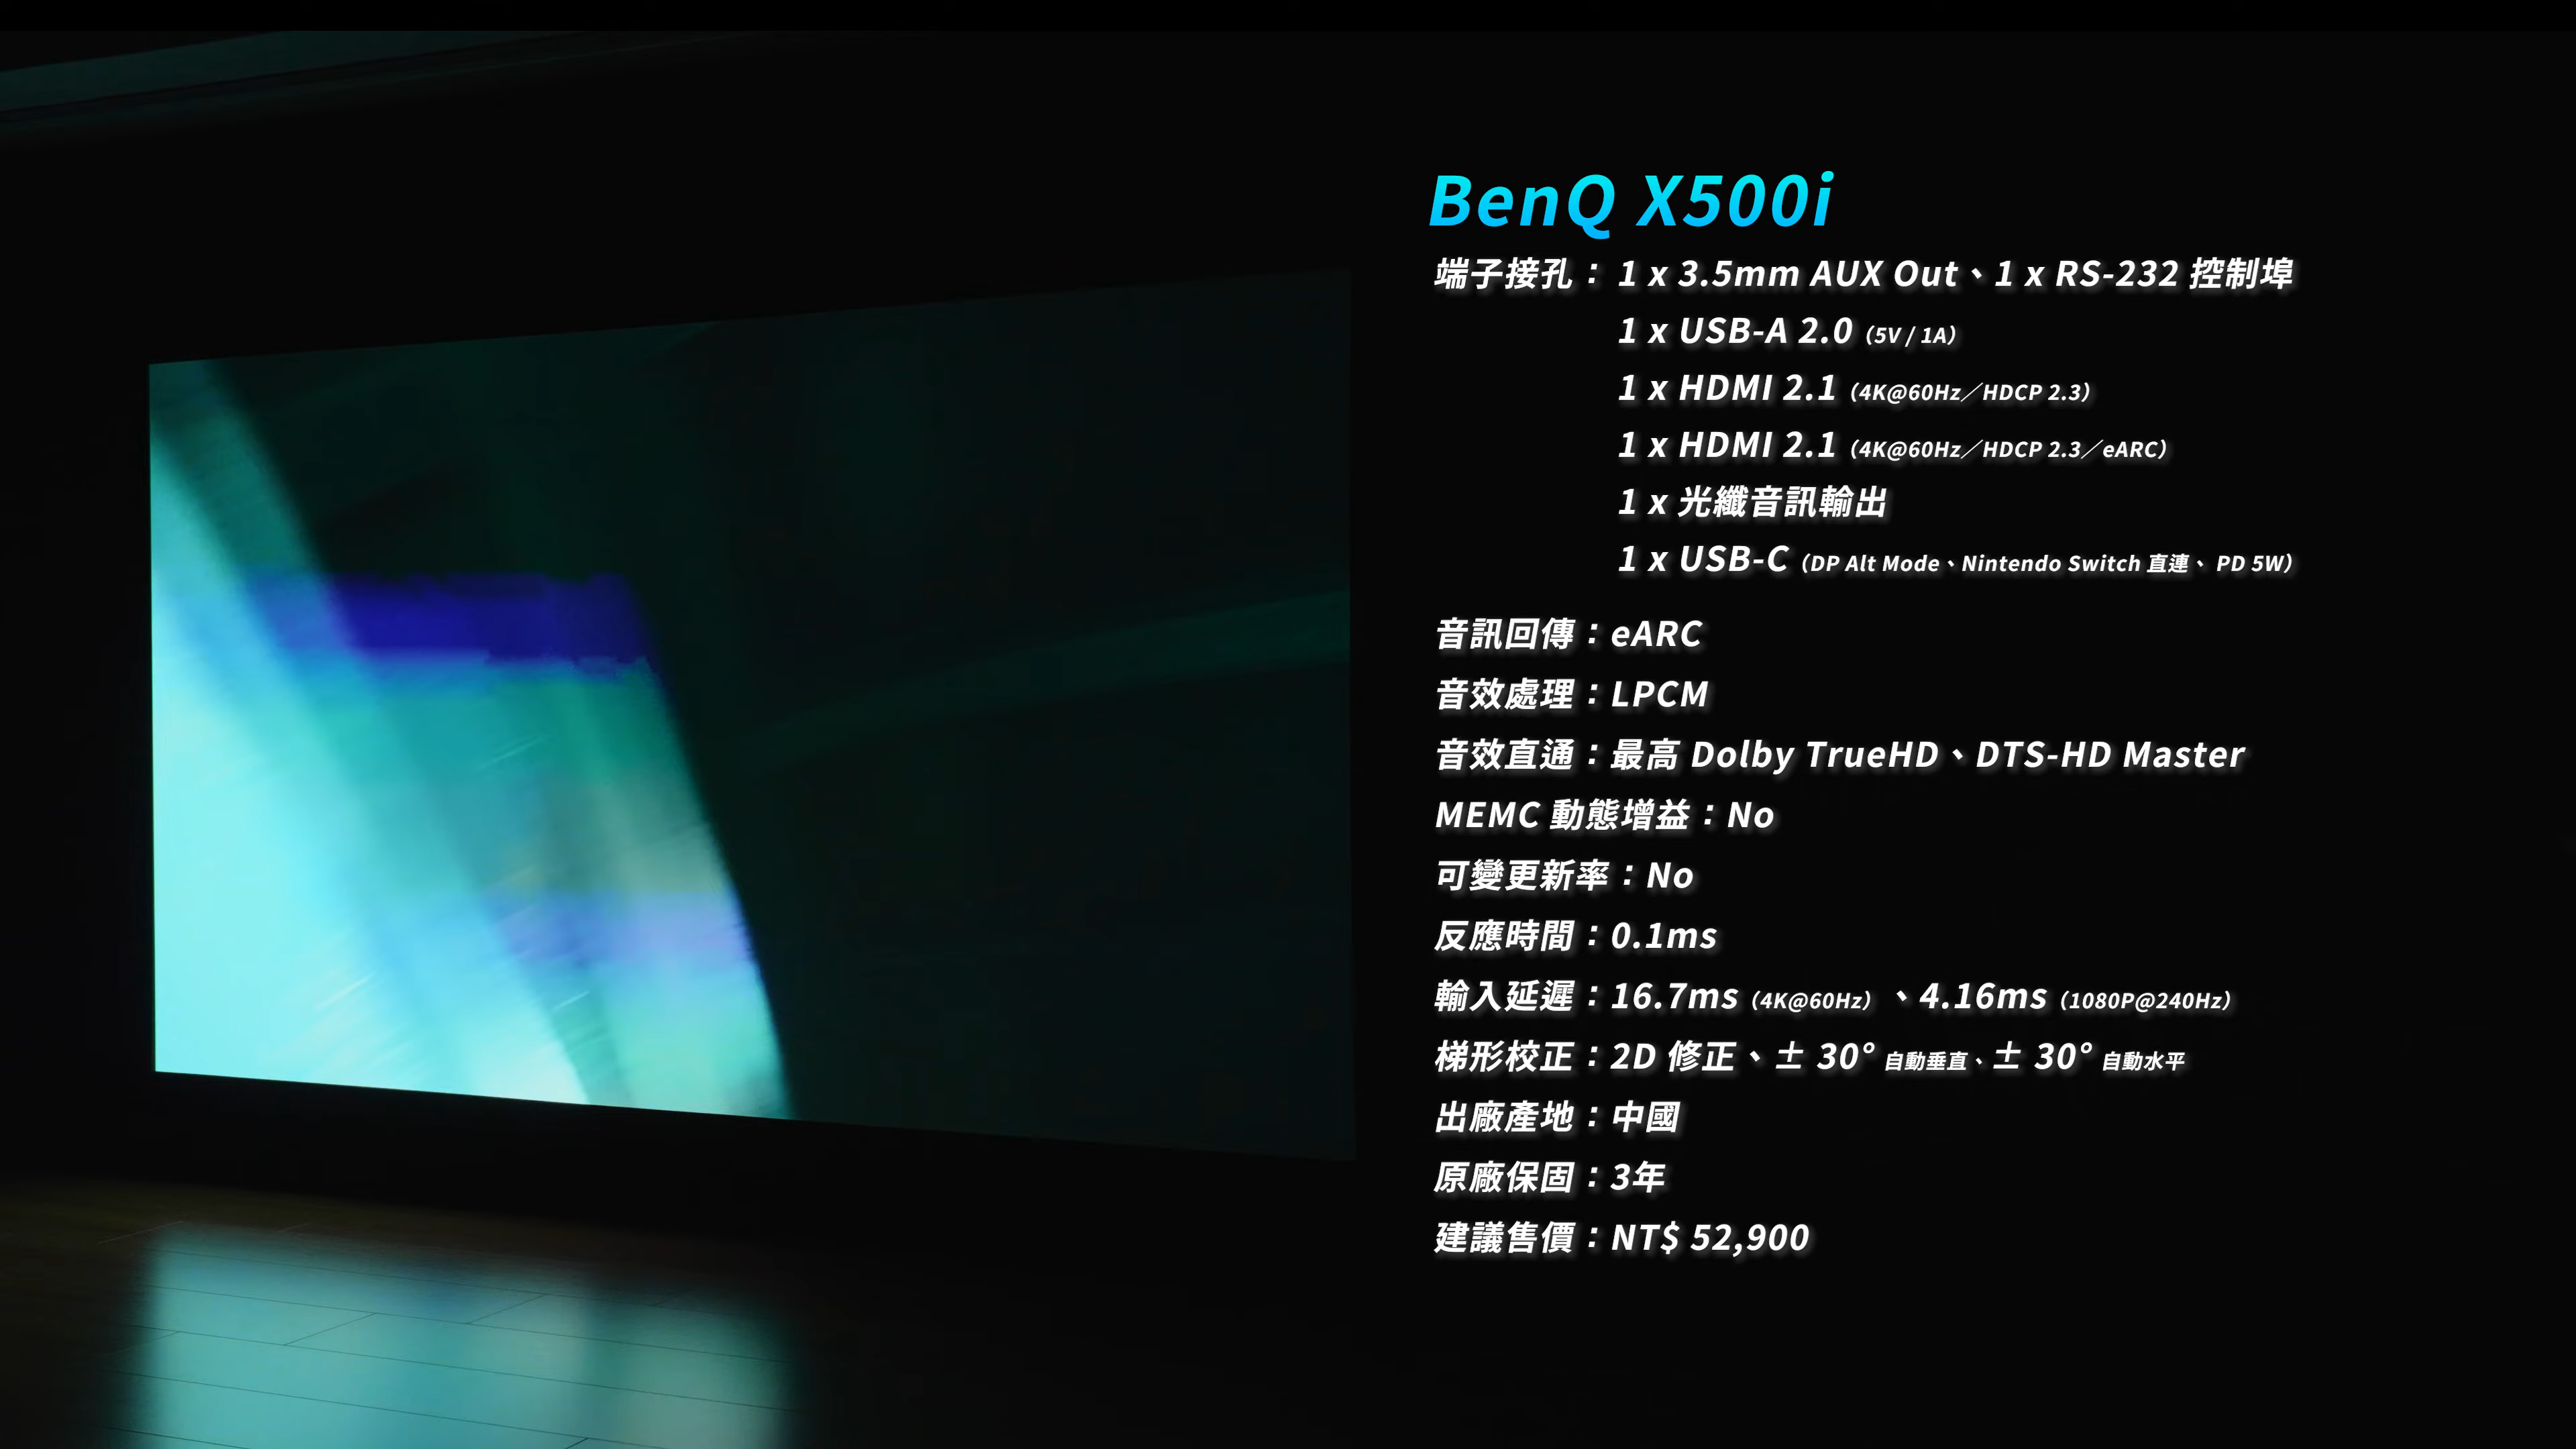 BenQ X500i
端子接孔：1 x 3.5mm AUX Out、1 x RS-232 控制埠
1 x USB-A 2.0（5V / 1A）
1 x HDMI 2.1（4K@60Hz／HDCP 2.3）
1 x HDMI 2.1（4K@60Hz／HDCP 2.3／eARC）
1 x 光纖音訊輸出
1 x USB-C（DP Alt Mode、Nintendo Switch 直連、 PD 5W）
音訊回傳：eARC
音效處理：LPCM
音效直通：最高 Dolby TrueHD、DTS-HD Master
MEMC 動態增益：No
可變更新率：No
反應時間：0.1ms
輸入延遲：16.7ms（4K@60Hz）、4.16ms（1080P@240Hz）
梯形校正：2D 修正、± 30° 自動垂直、± 30° 自動水平
出廠產地：中國
原廠保固：3年
建議售價：NT$ 52,900